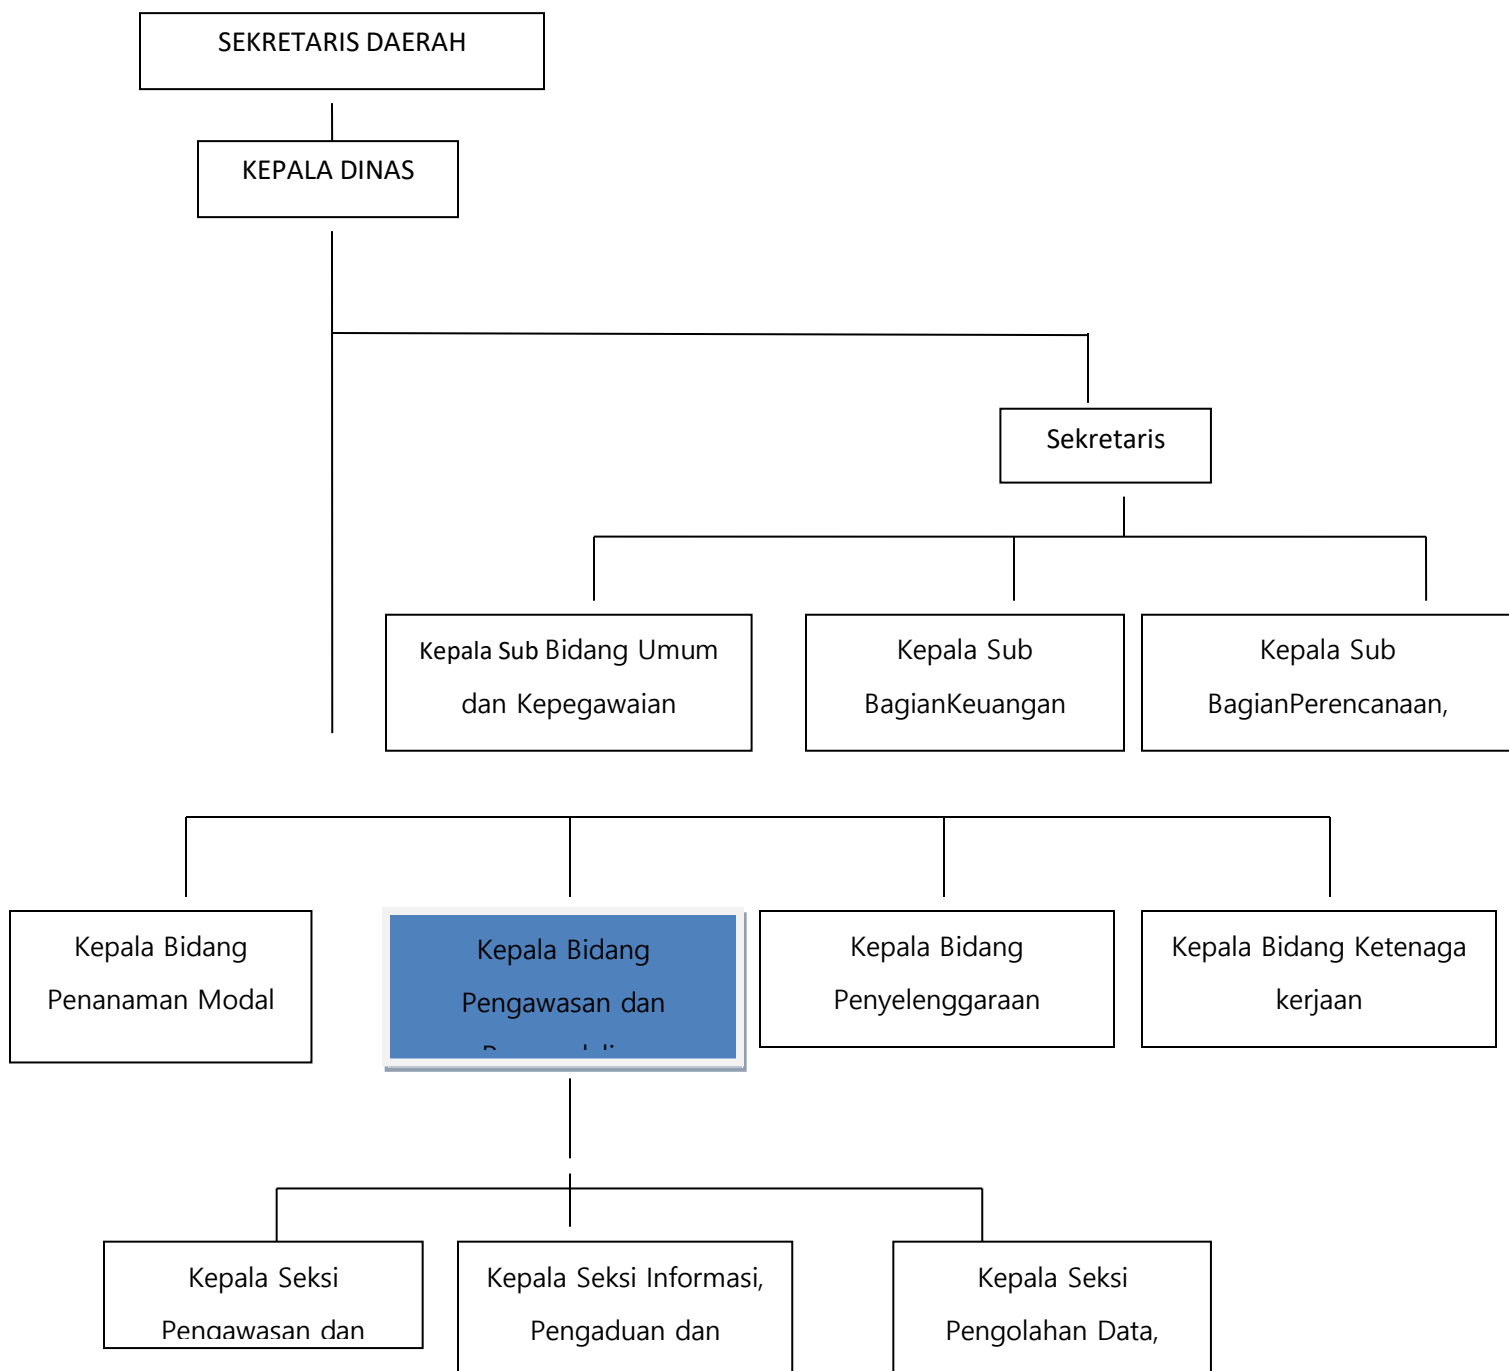 SEKRETARIS DAERAH
KEPALA DINAS
Sekretaris
Kepala Sub Bidang Umum
dan Kepegawaian
Kepala Sub
BagianKeuangan
Kepala Sub
BagianPerencanaan,
Kepala Bidang
Penanaman Modal
Kepala Bidang
Pengawasan dan
Kepala Bidang
Penyelenggaraan
Kepala Bidang Ketenaga
kerjaan
Kepala Seksi
Pengawasan dan
Kepala Seksi Informasi,
Pengaduan dan
Kepala Seksi
Pengolahan Data,